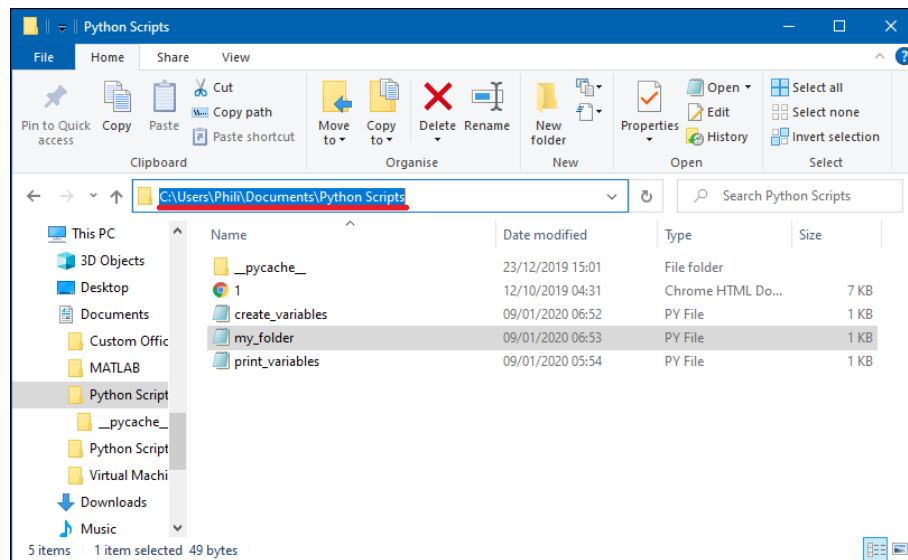 Python Scripts
File Home Share View
Pin to Quick access
Copy
Paste
Cut
Copy path
Paste shortcut
Clipboard
Move to
Copy to
Delete
Rename
Organise
New folder
New
Properties
Open
Edit
History
Open
Select all
Select none
Invert selection
Select
C:\Users\Phili\Documents\Python Scripts
Search Python Scripts
This PC
3D Objects
Desktop
Documents
Custom Offic
MATLAB
Python Script
__pycache_
Python Script
Virtual Machi
Downloads
Music
Name Date modified Type Size
__pycache__ 23/12/2019 15:01 File folder
1 12/10/2019 04:31 Chrome HTML Do... 7 KB
create_variables 09/01/2020 06:52 PY File 1 KB
my_folder 09/01/2020 06:53 PY File 1 KB
print_variables 09/01/2020 05:54 PY File 1 KB
5 items 1 item selected 49 bytes